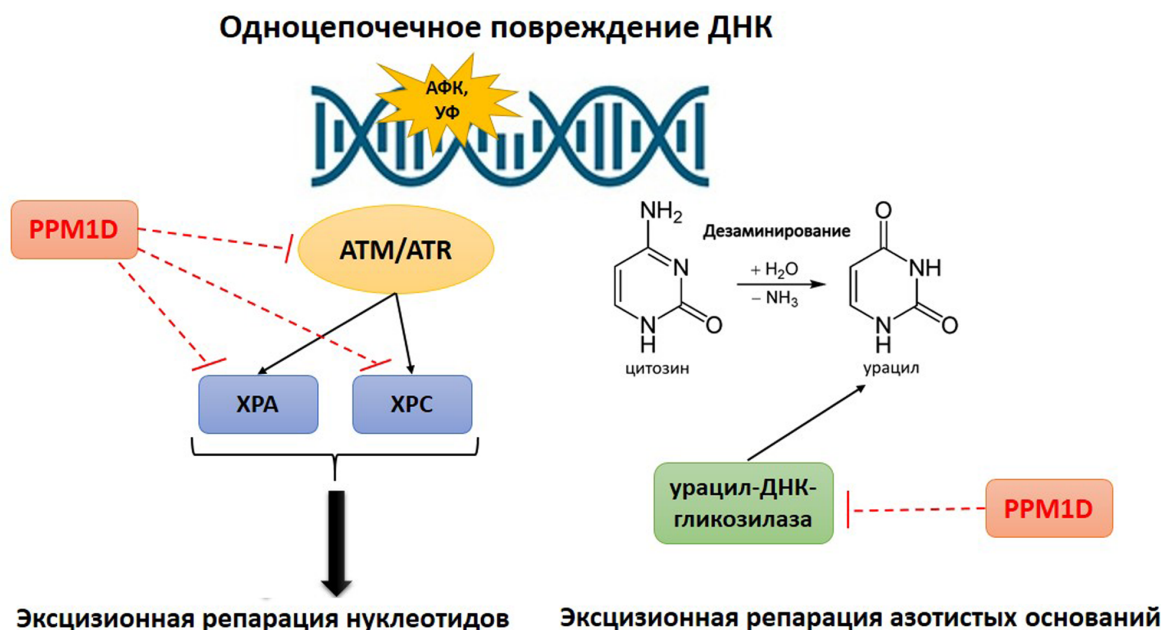 Одноцепочечное повреждение ДНК
АФК,
УФ
PPM1D
ATM/ATR
XPA
XPC
Эксцизионная репарация нуклеотидов
NH2
N
O
N
H
цитозин
Дезаминирование
+ H2O
− NH3
O
NH
O
N
H
урацил
урацил-ДНК-
гликозилаза
PPM1D
Эксцизионная репарация азотистых оснований